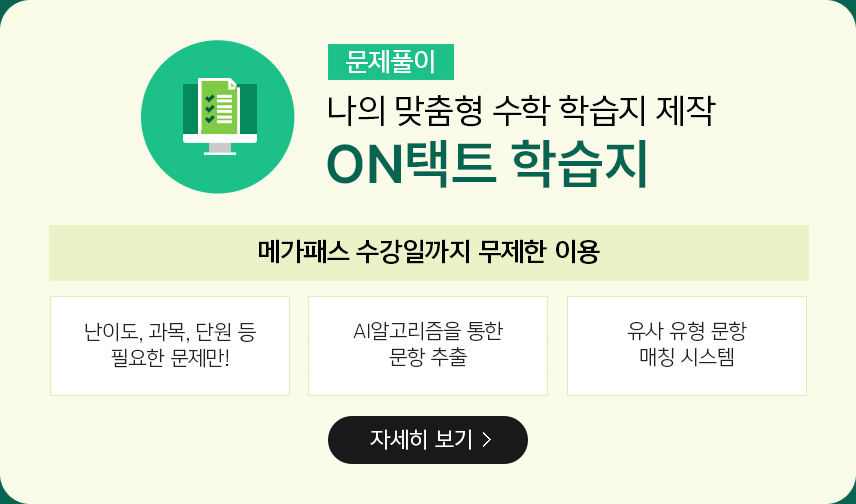 문제풀이
나의 맞춤형 수학 학습지 제작
ON택트 학습지
메가패스 수강일까지 무제한 이용
난이도, 과목, 단원 등
필요한 문제만!
AI알고리즘을 통한
문항 추출
유사 유형 문항
매칭 시스템
자세히 보기 >